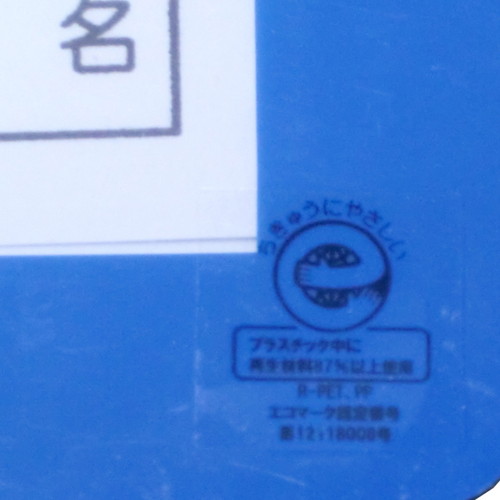 名
ちきゅうにやさしい
プラスチック中に
再生材料87%以上使用
R-PET、PP
エコマーク認定番号
第12118008号